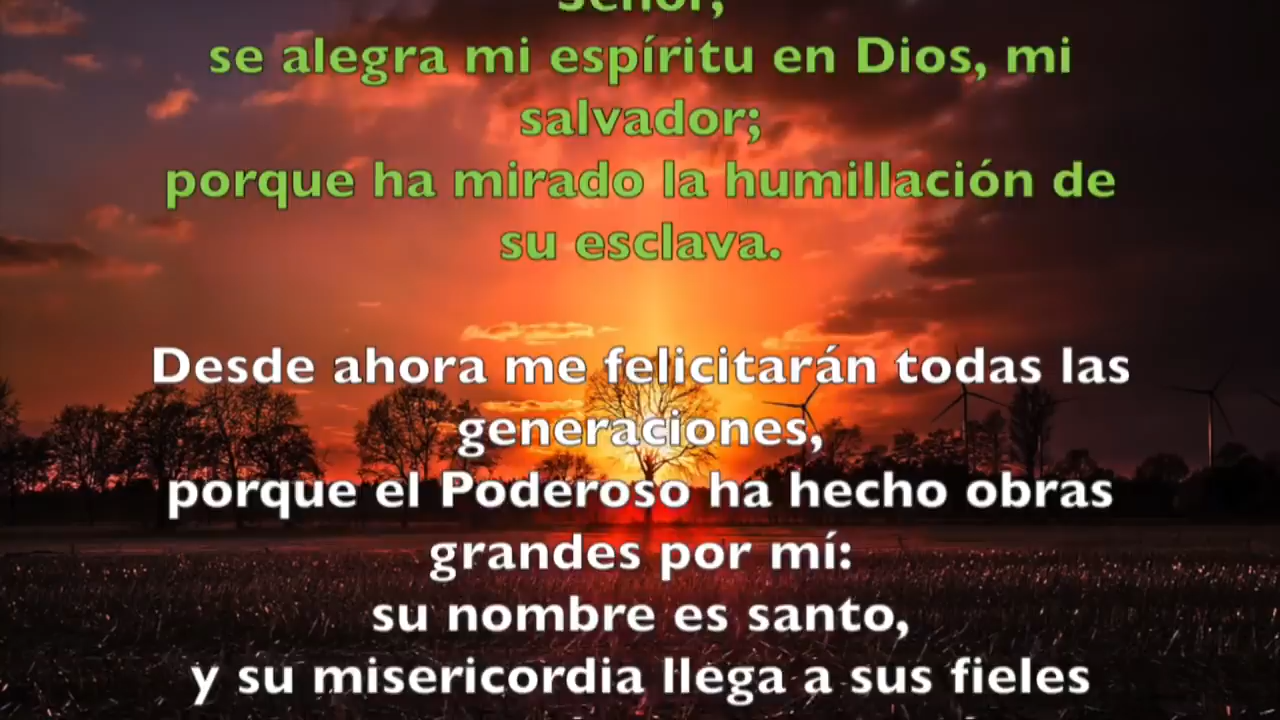 Señor,
se alegra mi espíritu en Dios, mi
salvador;
porque ha mirado la humillación de
su esclava.
Desde ahora me felicitarán todas las
generaciones,
porque el Poderoso ha hecho obras
grandes por mí:
su nombre es santo,
y su misericordia llega a sus fieles